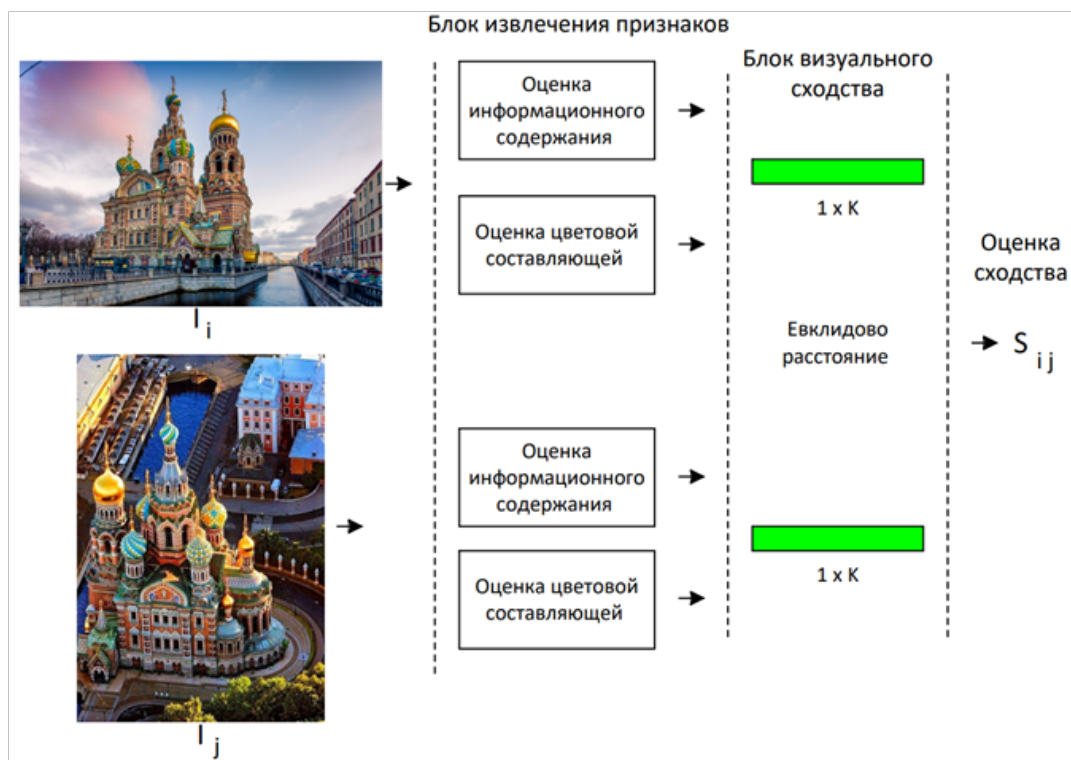 Блок извлечения признаков
Блок визуального
сходства
Оценка
информационного
содержания
1 x K
Оценка цветовой
составляющей
Оценка
сходства
I i
Евклидово
расстояние
S i j
Оценка
информационного
содержания
1 x K
Оценка цветовой
составляющей
I j